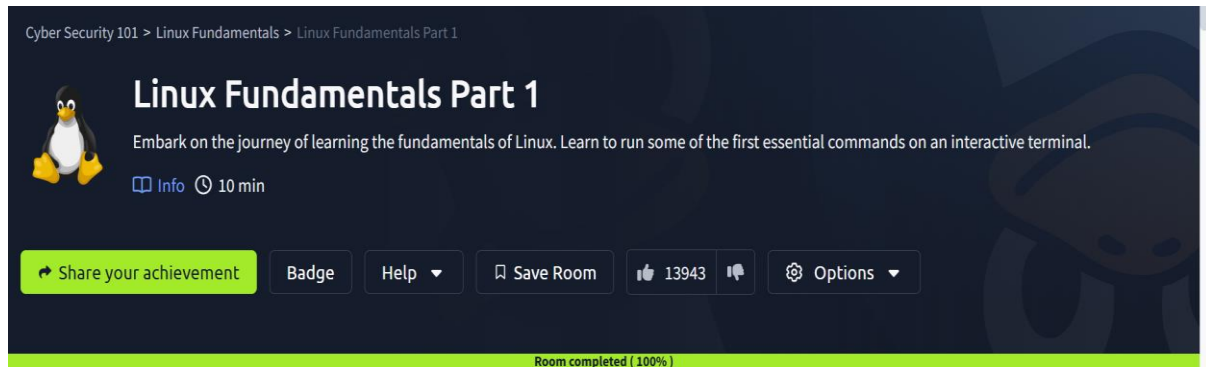 Cyber Security 101 > Linux Fundamentals > Linux Fundamentals Part 1
Linux Fundamentals Part 1
Embark on the journey of learning the fundamentals of Linux. Learn to run some of the first essential commands on an interactive terminal.
Info 10 min
Share your achievement Badge Help Save Room 13943 Options
Room completed ( 100% )